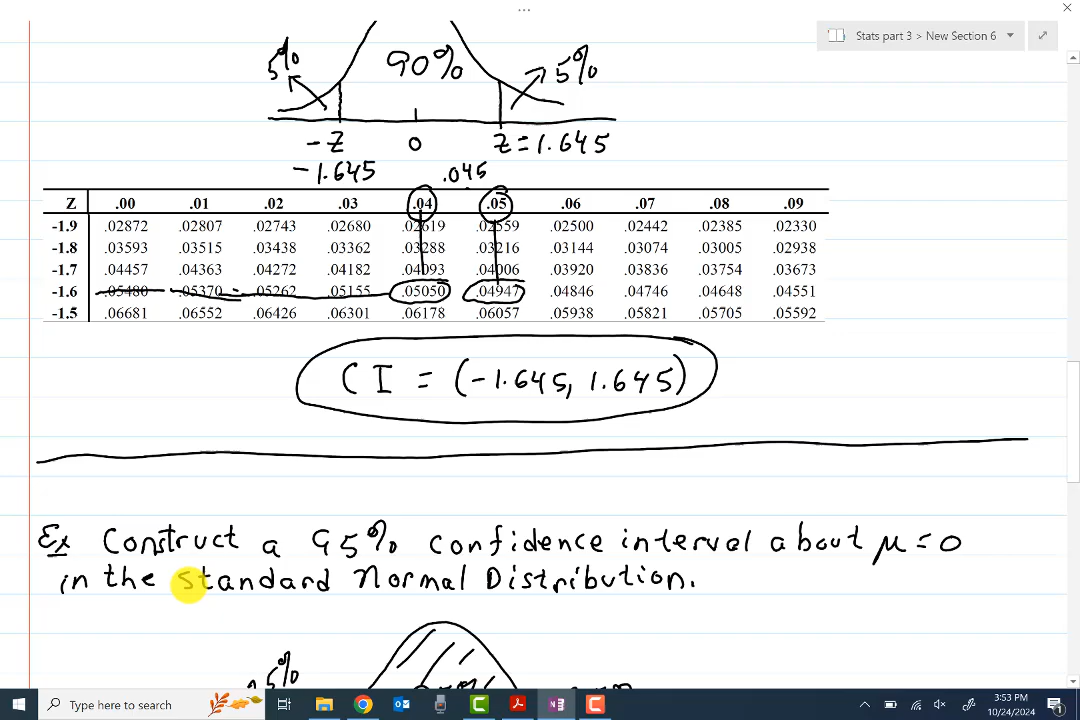 Stats part 3 > New Section 6
5% 90% 5%
-Z 0 Z = 1.645
-1.645 .045
Z .00 .01 .02 .03 .04 .05 .06 .07 .08 .09
-1.9 .02872 .02807 .02743 .02680 .02619 .02559 .02500 .02442 .02385 .02330
-1.8 .03593 .03515 .03438 .03362 .03288 .03216 .03144 .03074 .03005 .02938
-1.7 .04457 .04363 .04272 .04182 .04093 .04006 .03920 .03836 .03754 .03673
-1.6 .05480 .05370 .05262 .05155 .05050 .04947 .04846 .04746 .04648 .04551
-1.5 .06681 .06552 .06426 .06301 .06178 .06057 .05938 .05821 .05705 .05592
CI = (-1.645, 1.645)
Ex Construct a 95% confidence interval about μ = 0
in the Standard Normal Distribution.
Type here to search
3:53 PM
10/24/2024